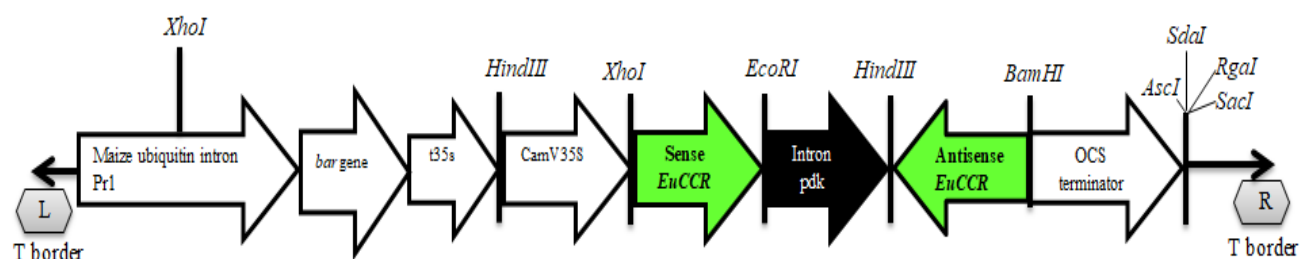 XhoI
HindIII
XhoI
EcoRI
HindIII
BamHI
SdaI
AscI
RgaI
SacI
Maize ubiquitin intron
Pr1
bar gene
t35s
CamV35S
Sense
EuCCR
Intron
pdk
Antisense
EuCCR
OCS
terminator
L
T border
R
T border